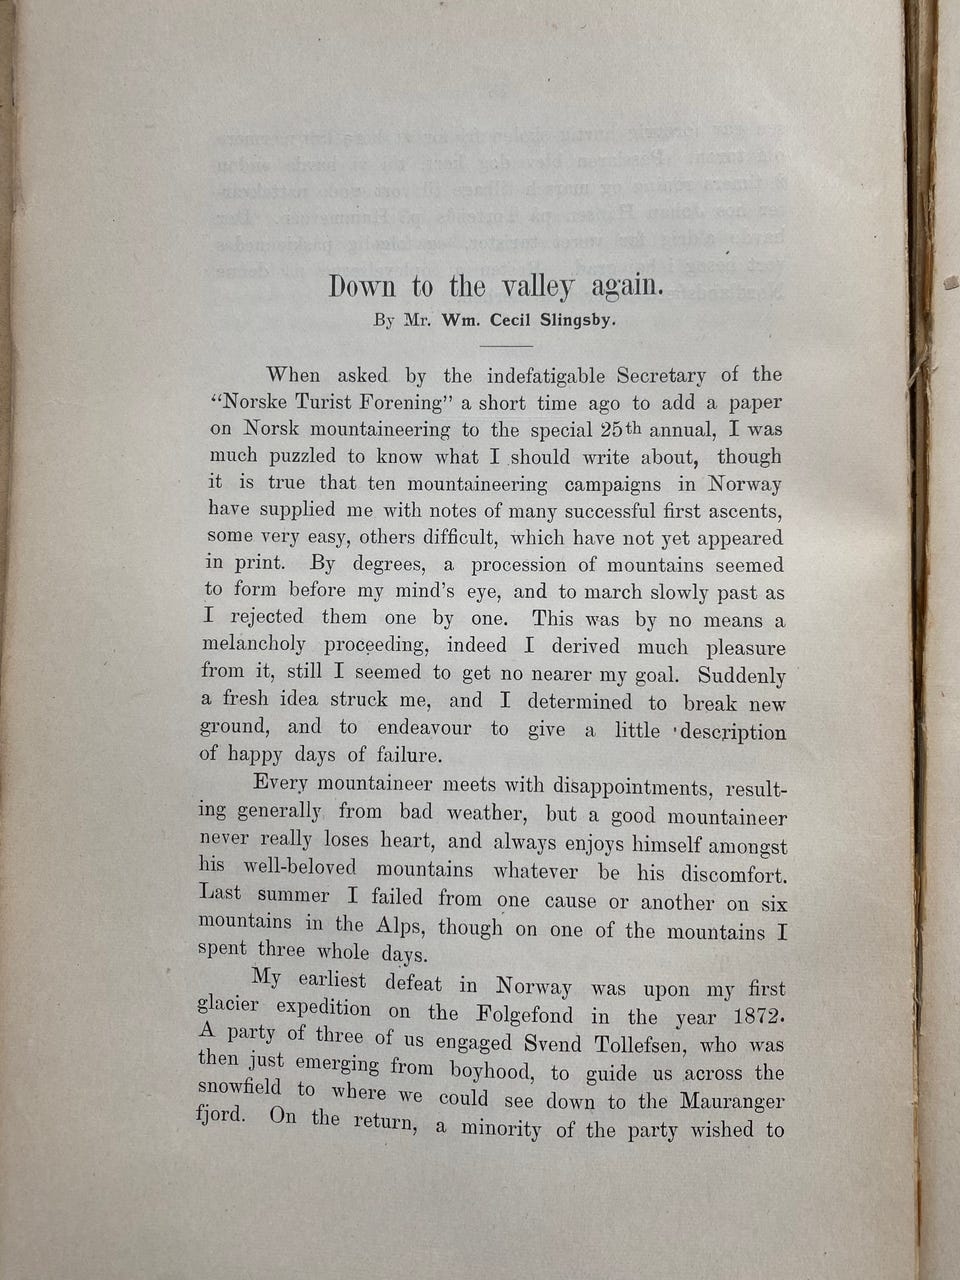 Down to the valley again.
By Mr. Wm. Cecil Slingsby.
When asked by the indefatigable Secretary of the
“Norske Turist Forening” a short time ago to add a paper
on Norsk mountaineering to the special 25th annual, I was
much puzzled to know what I should write about, though
it is true that ten mountaineering campaigns in Norway
have supplied me with notes of many successful first ascents,
some very easy, others difficult, which have not yet appeared
in print. By degrees, a procession of mountains seemed
to form before my mind’s eye, and to march slowly past as
I rejected them one by one. This was by no means a
melancholy proceeding, indeed I derived much pleasure
from it, still I seemed to get no nearer my goal. Suddenly
a fresh idea struck me, and I determined to break new
ground, and to endeavour to give a little description
of happy days of failure.
Every mountaineer meets with disappointments, result-
ing generally from bad weather, but a good mountaineer
never really loses heart, and always enjoys himself amongst
his well-beloved mountains whatever be his discomfort.
Last summer I failed from one cause or another on six
mountains in the Alps, though on one of the mountains I
spent three whole days.
My earliest defeat in Norway was upon my first
glacier expedition on the Folgefond in the year 1872.
A party of three of us engaged Svend Tollefsen, who was
then just emerging from boyhood, to guide us across the
snowfield to where we could see down to the Mauranger
fjord. On the return, a minority of the party wished to